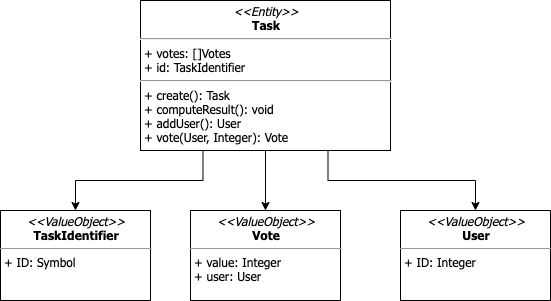 <<Entity>>
Task
+ votes: []Votes
+ id: TaskIdentifier
+ create(): Task
+ computeResult(): void
+ addUser(): User
+ vote(User, Integer): Vote
<<ValueObject>>
TaskIdentifier
+ ID: Symbol
<<ValueObject>>
Vote
+ value: Integer
+ user: User
<<ValueObject>>
User
+ ID: Integer